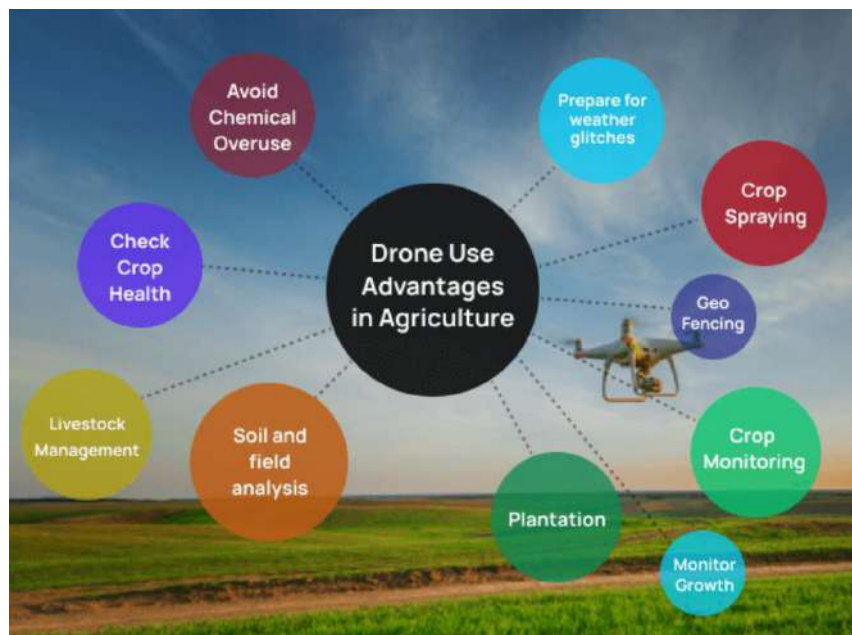 Avoid
Chemical
Overuse
Prepare for
weather
glitches
Crop
Spraying
Check
Crop
Health
Drone Use
Advantages
in Agriculture
Geo
Fencing
Livestock
Management
Soil and
field
analysis
Crop
Monitoring
Plantation
Monitor
Growth